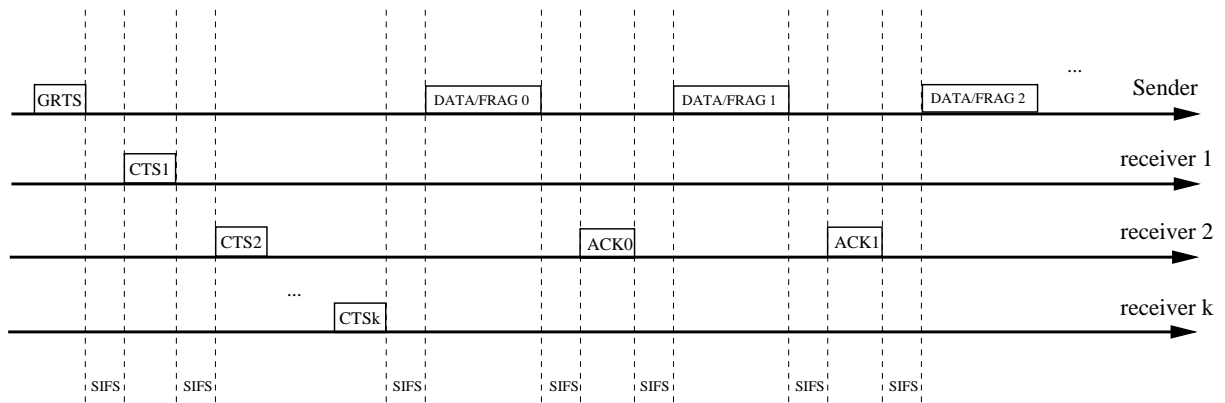 ...
Sender
GRTS
DATA/FRAG 0
DATA/FRAG 1
DATA/FRAG 2
receiver 1
CTS1
receiver 2
CTS2
ACK0
ACK1
...
receiver k
CTSk
SIFS
SIFS
SIFS
SIFS
SIFS
SIFS
SIFS